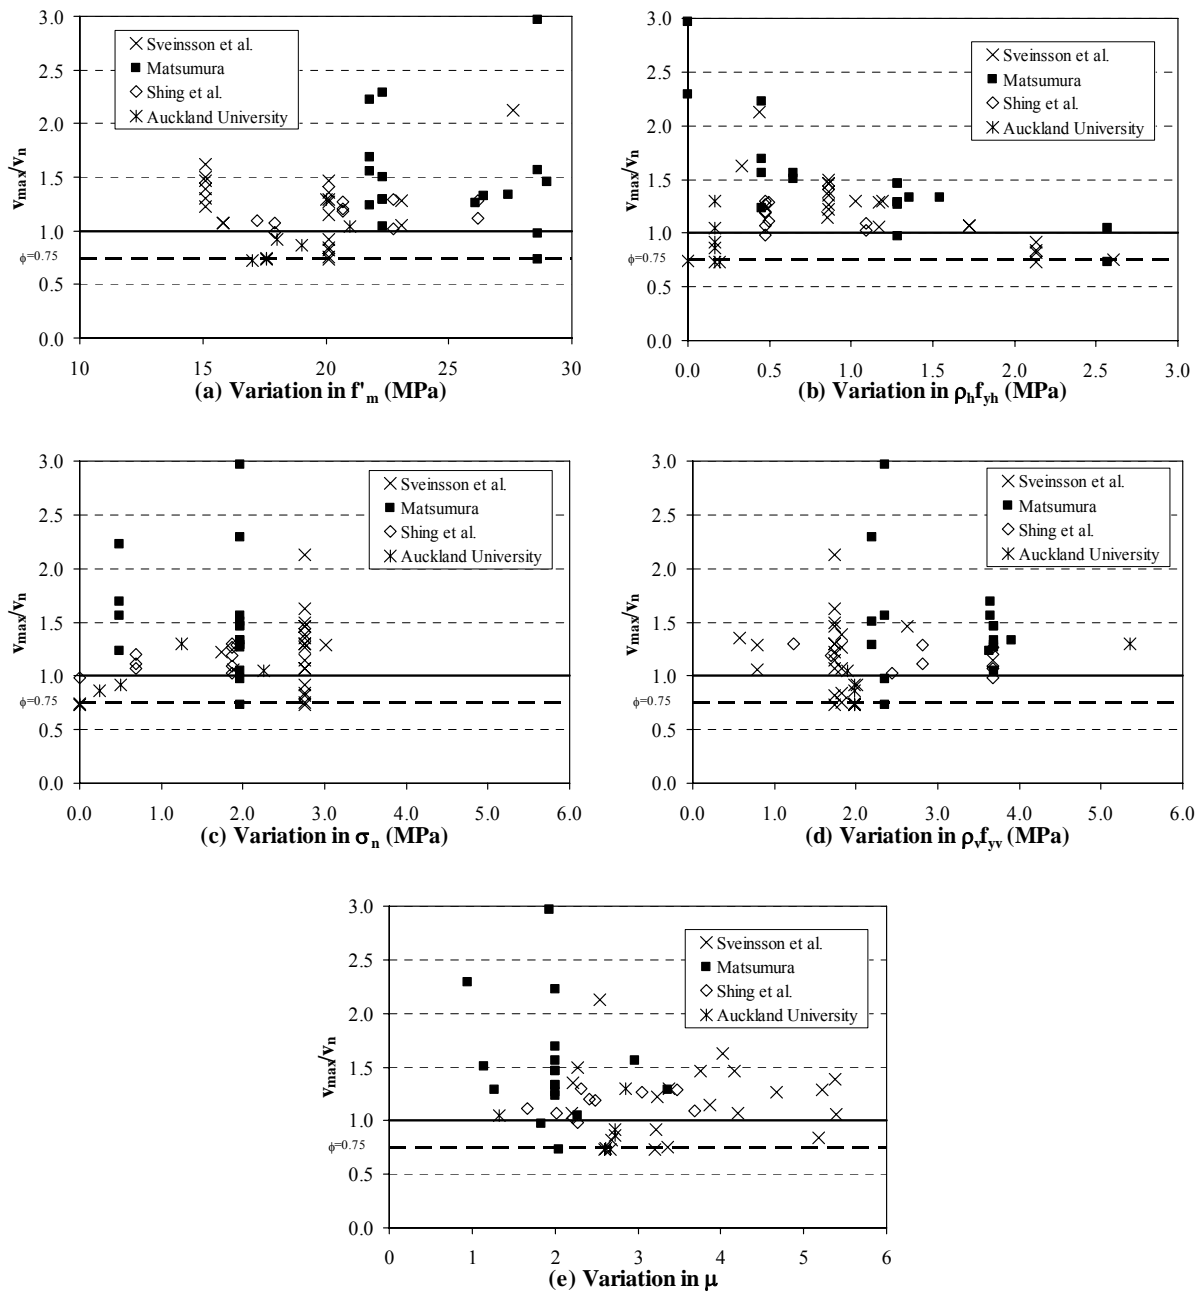 3.0
2.5
2.0
1.5
1.0
0.5
0.0
vmax/vn
ϕ=0.75
Sveinsson et al.
Matsumura
Shing et al.
Auckland University
10 15 20 25 30
(a) Variation in f'm (MPa)
3.0
2.5
2.0
1.5
1.0
0.5
0.0
vmax/vn
ϕ=0.75
Sveinsson et al.
Matsumura
Shing et al.
Auckland University
0.0 0.5 1.0 1.5 2.0 2.5 3.0
(b) Variation in ρhfyh (MPa)
3.0
2.5
2.0
1.5
1.0
0.5
0.0
vmax/vn
ϕ=0.75
Sveinsson et al.
Matsumura
Shing et al.
Auckland University
0.0 1.0 2.0 3.0 4.0 5.0 6.0
(c) Variation in σn (MPa)
3.0
2.5
2.0
1.5
1.0
0.5
0.0
vmax/vn
ϕ=0.75
Sveinsson et al.
Matsumura
Shing et al.
Auckland University
0.0 1.0 2.0 3.0 4.0 5.0 6.0
(d) Variation in ρvfyv (MPa)
3.0
2.5
2.0
1.5
1.0
0.5
0.0
vmax/vn
ϕ=0.75
Sveinsson et al.
Matsumura
Shing et al.
Auckland University
0 1 2 3 4 5 6
(e) Variation in μ